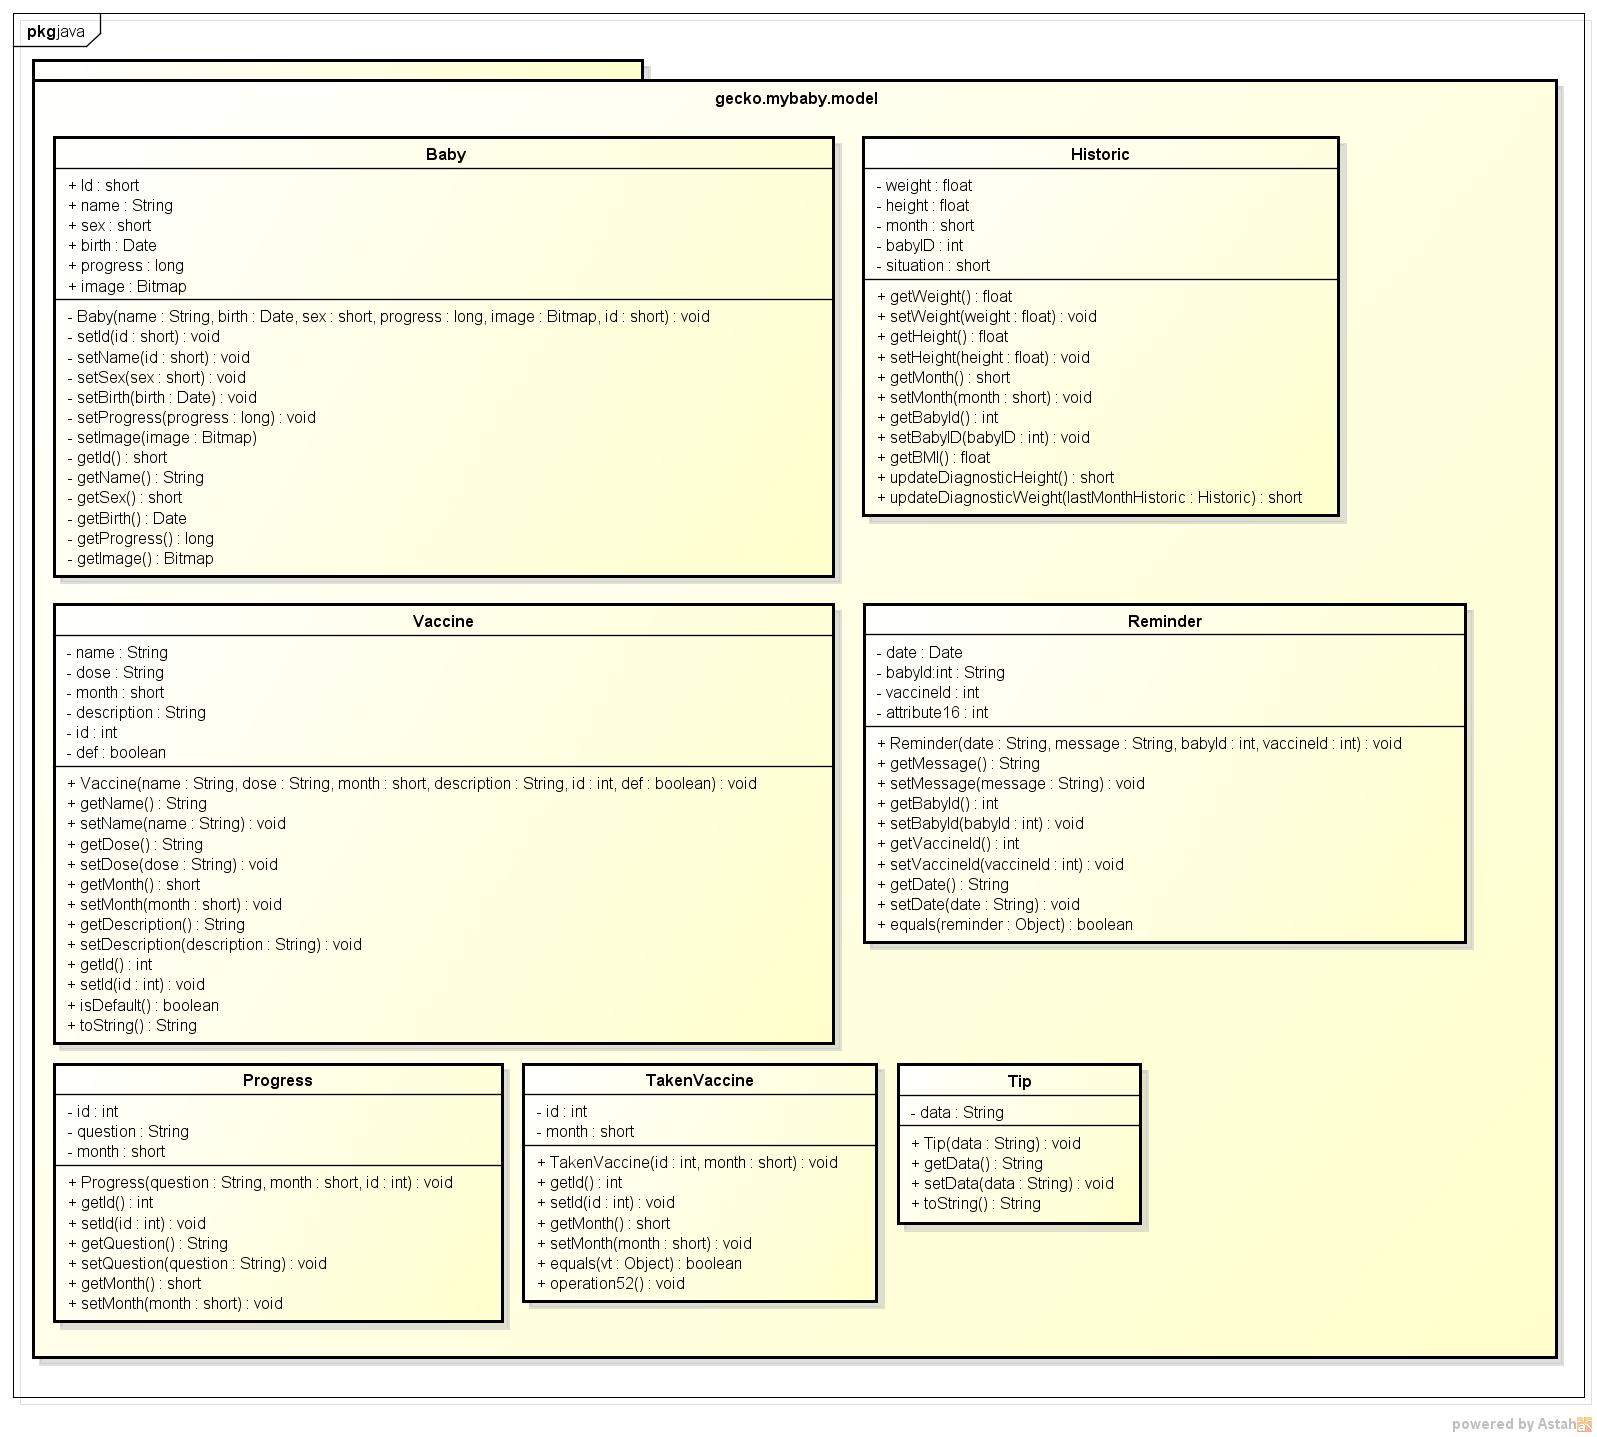 pkg java
gecko.mybaby.model
Baby
+ Id : short
+ name : String
+ sex : short
+ birth : Date
+ progress : long
+ image : Bitmap
- Baby(name : String, birth : Date, sex : short, progress : long, image : Bitmap, id : short) : void
- setId(id : short) : void
- setName(id : short) : void
- setSex(sex : short) : void
- setBirth(birth : Date) : void
- setProgress(progress : long) : void
- setImage(image : Bitmap)
- getId() : short
- getName() : String
- getSex() : short
- getBirth() : Date
- getProgress() : long
- getImage() : Bitmap
Historic
- weight : float
- height : float
- month : short
- babyID : int
- situation : short
+ getWeight() : float
+ setWeight(weight : float) : void
+ getHeight() : float
+ setHeight(height : float) : void
+ getMonth() : short
+ setMonth(month : short) : void
+ getBabyId() : int
+ setBabyID(babyID : int) : void
+ getBMI() : float
+ updateDiagnosticHeight() : short
+ updateDiagnosticWeight(lastMonthHistoric : Historic) : short
Vaccine
- name : String
- dose : String
- month : short
- description : String
- id : int
- def : boolean
+ Vaccine(name : String, dose : String, month : short, description : String, id : int, def : boolean) : void
+ getName() : String
+ setName(name : String) : void
+ getDose() : String
+ setDose(dose : String) : void
+ getMonth() : short
+ setMonth(month : short) : void
+ getDescription() : String
+ setDescription(description : String) : void
+ getId() : int
+ setId(id : int) : void
+ isDefault() : boolean
+ toString() : String
Reminder
- date : Date
- babyId:int : String
- vaccineId : int
- attribute16 : int
+ Reminder(date : String, message : String, babyId : int, vaccineId : int) : void
+ getMessage() : String
+ setMessage(message : String) : void
+ getBabyId() : int
+ setBabyId(babyId : int) : void
+ getVaccineId() : int
+ setVaccineId(vaccineId : int) : void
+ getDate() : String
+ setDate(date : String) : void
+ equals(reminder : Object) : boolean
Progress
- id : int
- question : String
- month : short
+ Progress(question : String, month : short, id : int) : void
+ getId() : int
+ setId(id : int) : void
+ getQuestion() : String
+ setQuestion(question : String) : void
+ getMonth() : short
+ setMonth(month : short) : void
TakenVaccine
- id : int
- month : short
+ TakenVaccine(id : int, month : short) : void
+ getId() : int
+ setId(id : int) : void
+ getMonth() : short
+ setMonth(month : short) : void
+ equals(vt : Object) : boolean
+ operation52() : void
Tip
- data : String
+ Tip(data : String) : void
+ getData() : String
+ setData(data : String) : void
+ toString() : String
powered by Astah